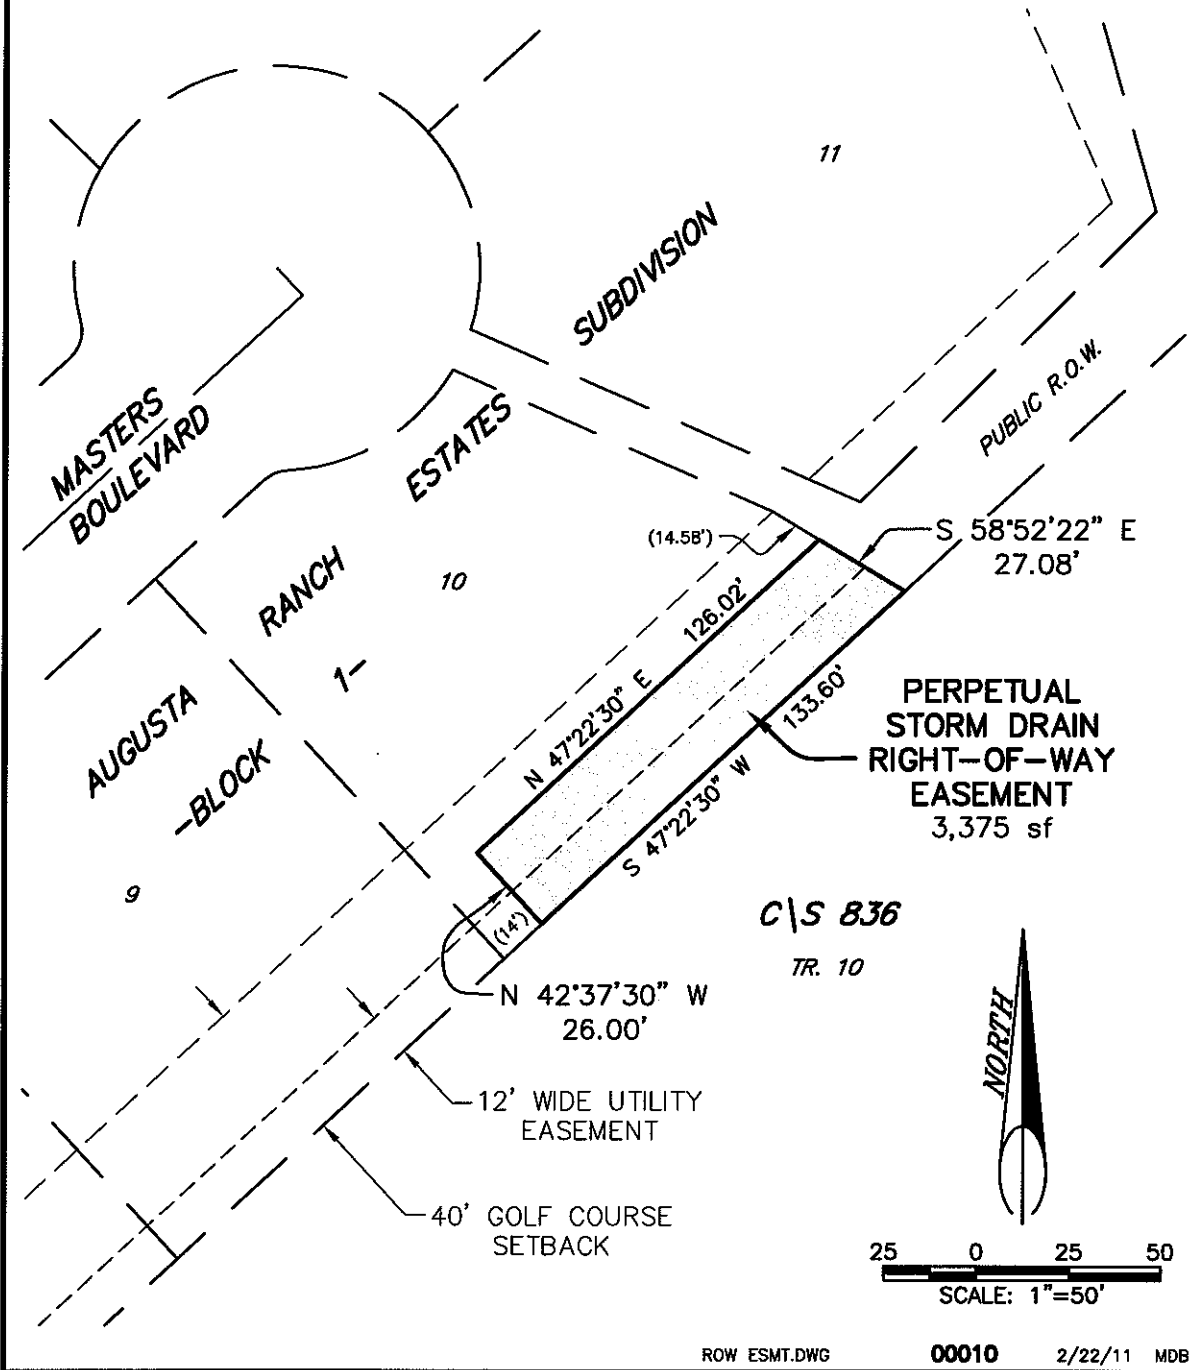 11
SUBDIVISION
MASTERS
BOULEVARD
ESTATES
PUBLIC R.O.W.
S 58°52'22" E
27.08'
(14.58')
RANCH
10
126.02'
N 47°22'30" E
1-
AUGUSTA
-BLOCK
133.60'
S 47°22'30" W
PERPETUAL
STORM DRAIN
RIGHT-OF-WAY
EASEMENT
3,375 sf
9
(14')
C\S 836
TR. 10
N 42°37'30" W
26.00'
NORTH
12' WIDE UTILITY
EASEMENT
40' GOLF COURSE
SETBACK
25 0 25 50
SCALE: 1"=50'
ROW ESMT.DWG 00010 2/22/11 MDB